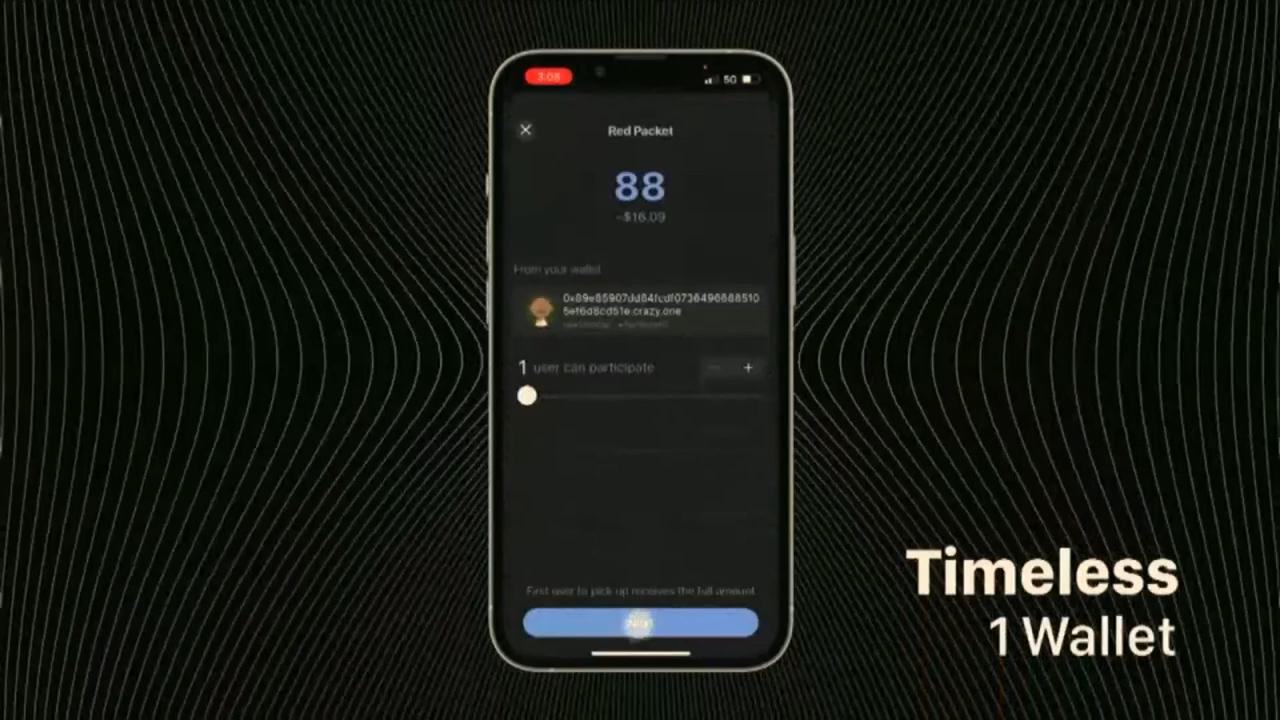 3:08
5G
Red Packet
88
~$16.09
From your wallet
5ef6d8cd51e.crazy.one
1 user can participate
First user to pick up receives the full amount
Timeless
1 Wallet